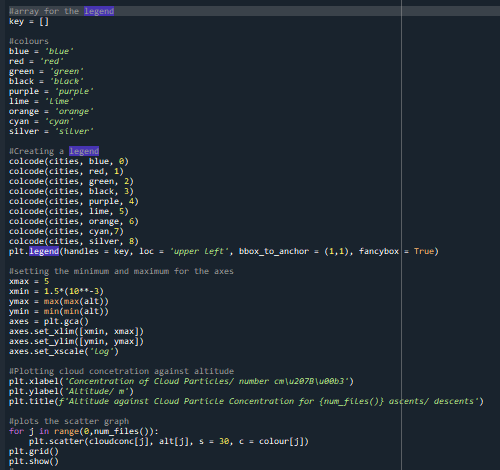 #array for the legend
key = []
#colours
blue = 'blue'
red = 'red'
green = 'green'
black = 'black'
purple = 'purple'
lime = 'lime'
orange = 'orange'
cyan = 'cyan'
silver = 'silver'
#Creating a legend
colcode(cities, blue, 0)
colcode(cities, red, 1)
colcode(cities, green, 2)
colcode(cities, black, 3)
colcode(cities, purple, 4)
colcode(cities, lime, 5)
colcode(cities, orange, 6)
colcode(cities, cyan,7)
colcode(cities, silver, 8)
plt.legend(handles = key, loc = 'upper left', bbox_to_anchor = (1,1), fancybox = True)
#setting the minimum and maximum for the axes
xmax = 5
xmin = 1.5*(10**-3)
ymax = max(max(alt))
ymin = min(min(alt))
axes = plt.gca()
axes.set_xlim([xmin, xmax])
axes.set_ylim([ymin, ymax])
axes.set_xscale('log')
#Plotting cloud concetration against altitude
plt.xlabel('Concentration of Cloud Particles/ number cm\u207B\u00b3')
plt.ylabel('Altitude/ m')
plt.title(f'Altitude against Cloud Particle Concentration for {num_files()} ascents/ descents')
#plots the scatter graph
for j in range(0,num_files()):
    plt.scatter(cloudconc[j], alt[j], s = 30, c = colour[j])
plt.grid()
plt.show()